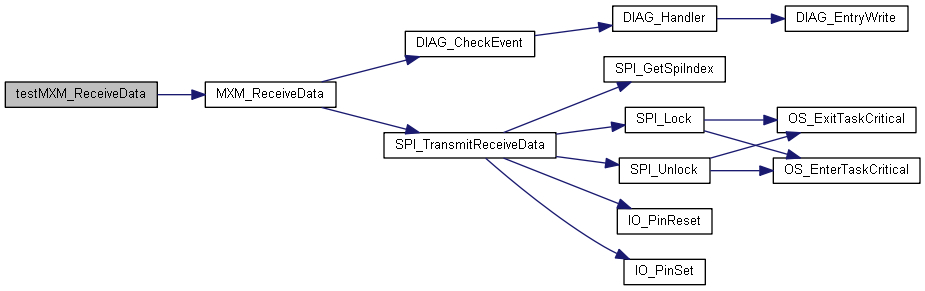 testMXM_ReceiveData
MXM_ReceiveData
DIAG_CheckEvent
DIAG_Handler
DIAG_EntryWrite
SPI_TransmitReceiveData
SPI_GetSpiIndex
SPI_Lock
OS_ExitTaskCritical
SPI_Unlock
OS_EnterTaskCritical
IO_PinReset
IO_PinSet